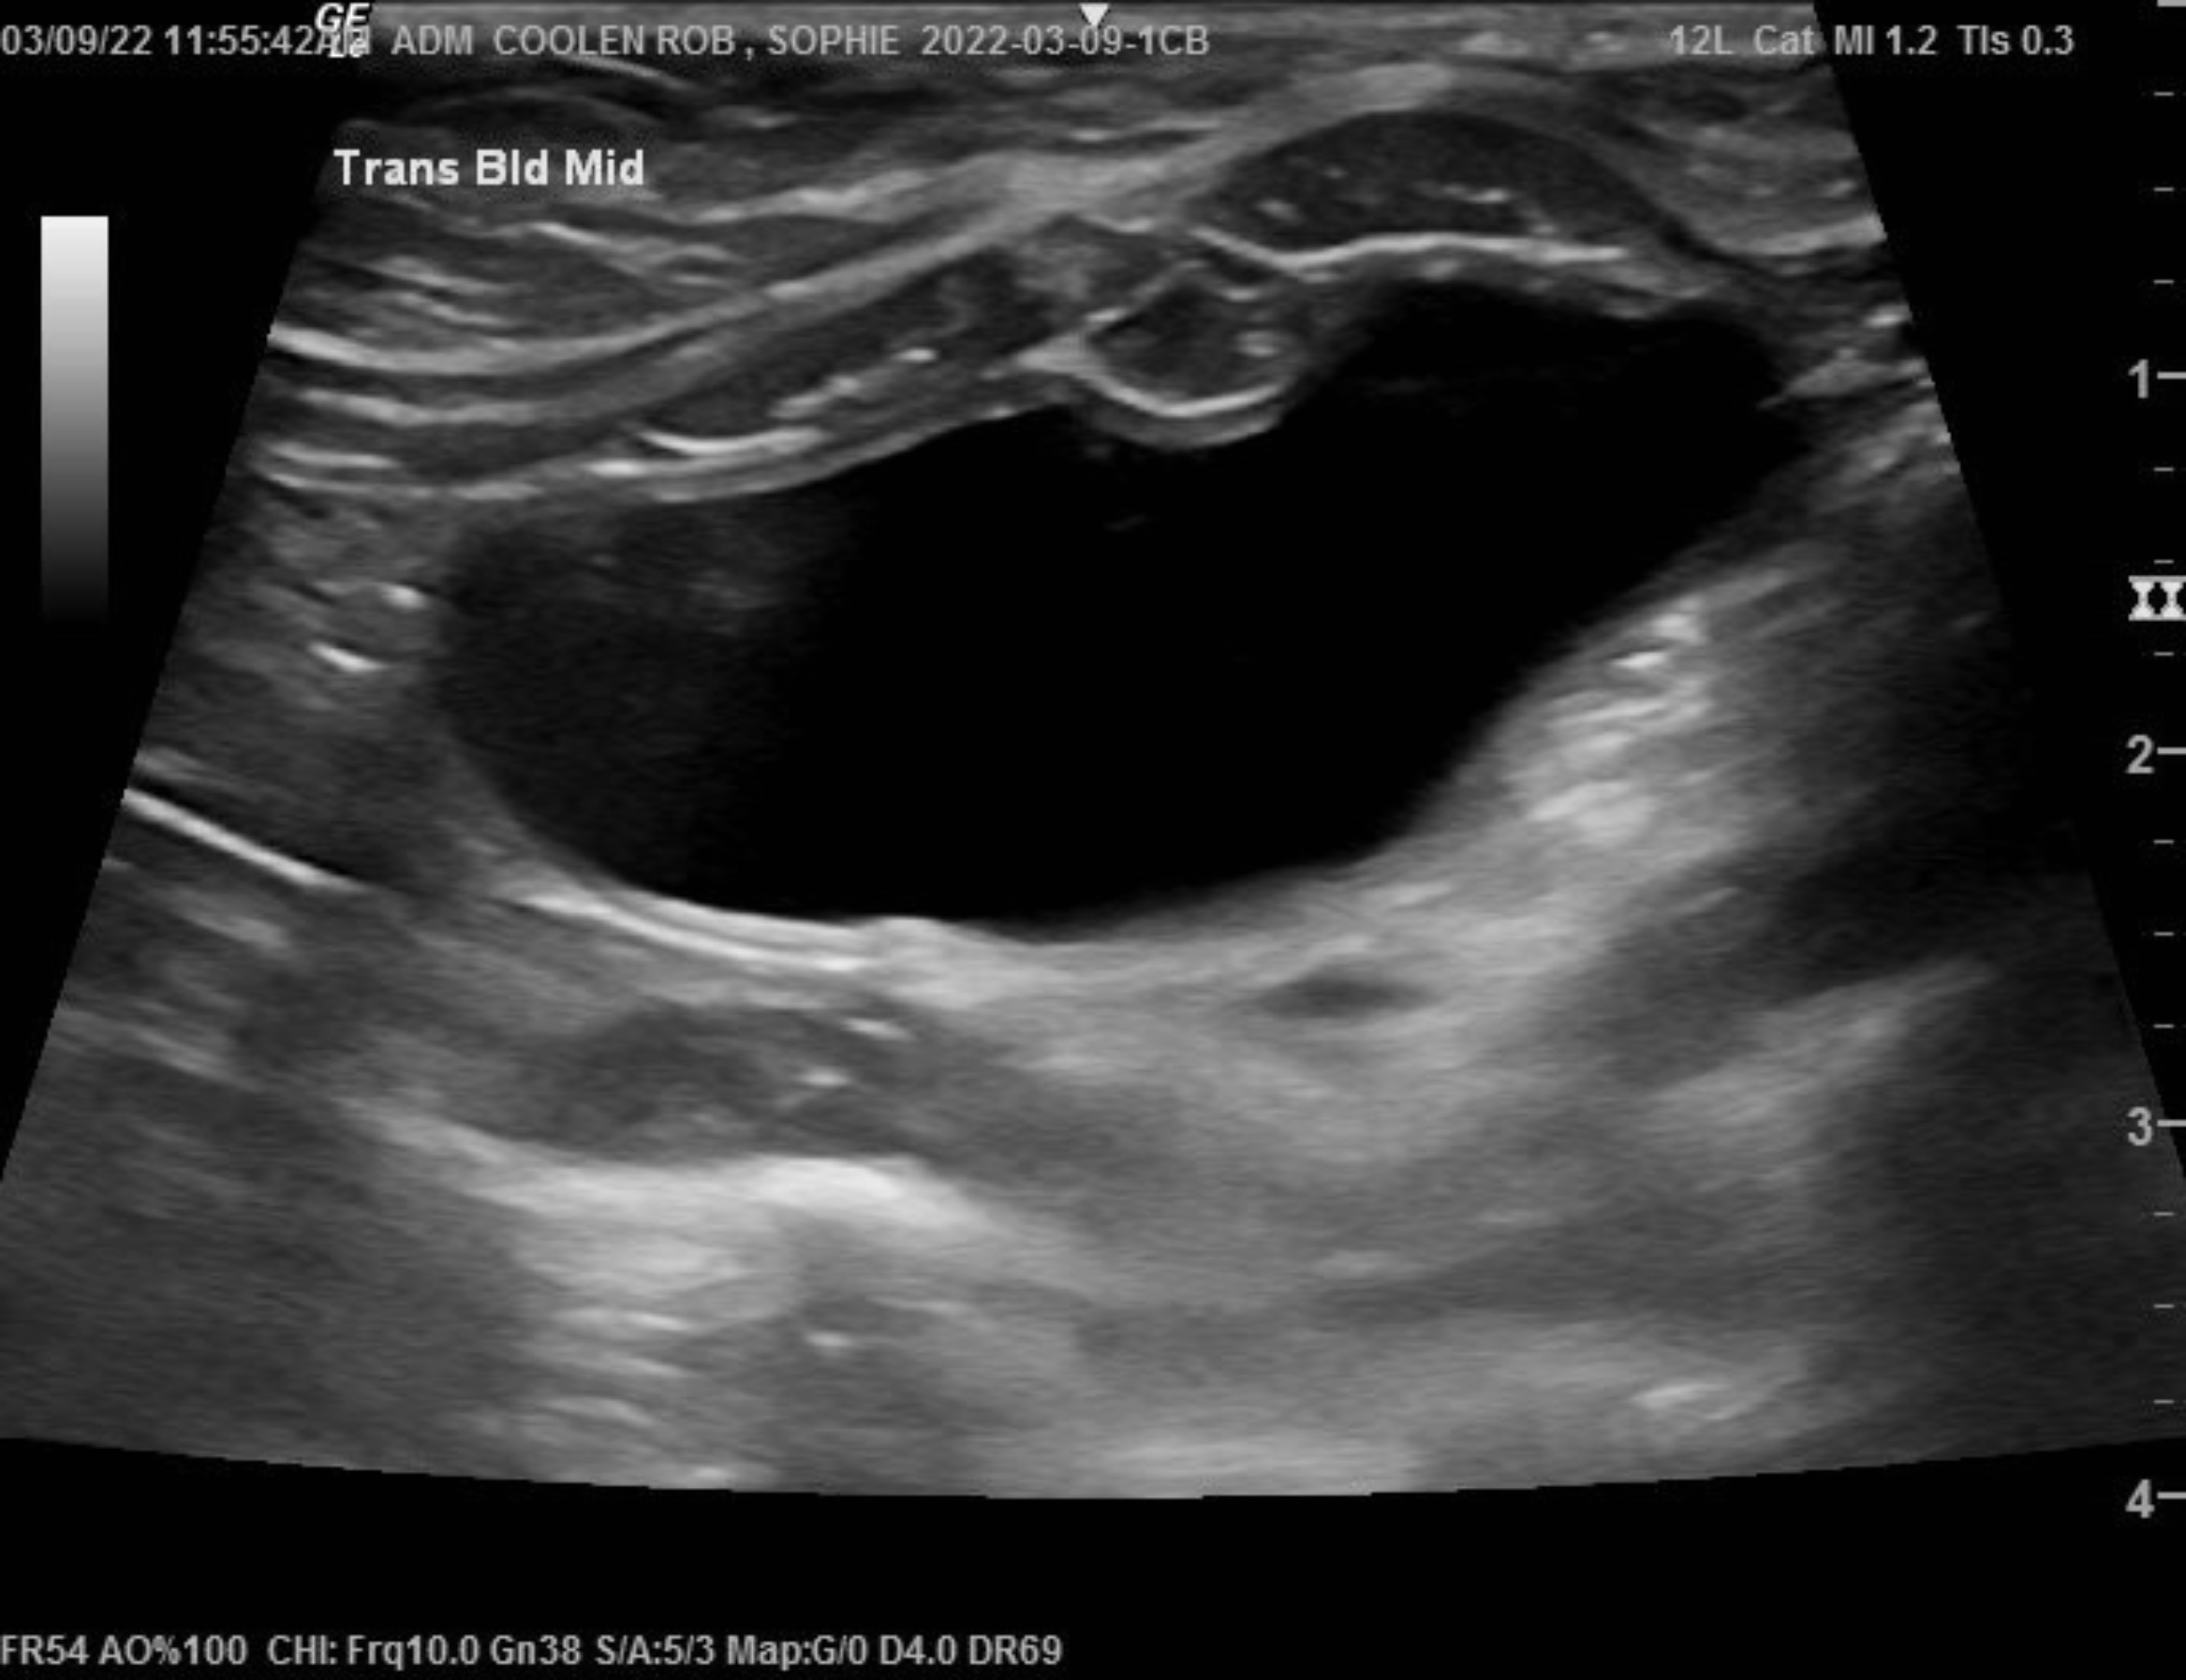 GE
03/09/22 11:55:42 ADM COOLEN ROB , SOPHIE 2022-03-09-1CB 12L Cat MI 1.2 TIs 0.3
Trans Bld Mid
1
2
3
4
FR54 AO%100 CHI: Frq10.0 Gn38 S/A:5/3 Map:G/0 D4.0 DR69